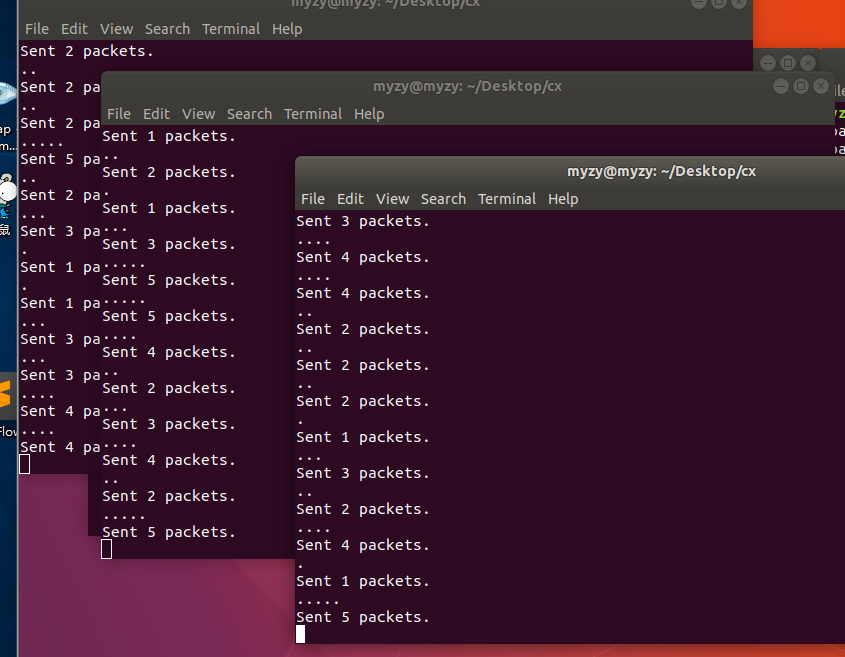 myzy@myzy: ~/Desktop/cx
File Edit View Search Terminal Help
Sent 2 packets.
..
Sent 2 pa
..
Sent 2 pa
.....
Sent 5 pa
..
Sent 2 pa
...
Sent 3 pa
.
Sent 1 pa
.
Sent 1 pa
...
Sent 3 pa
...
Sent 3 pa
....
Sent 4 pa
....
Sent 4 pa
myzy@myzy: ~/Desktop/cx
File Edit View Search Terminal Help
Sent 1 packets.
..
Sent 2 packets.
.
Sent 1 packets.
...
Sent 3 packets.
.....
Sent 5 packets.
.....
Sent 5 packets.
....
Sent 4 packets.
..
Sent 2 packets.
...
Sent 3 packets.
....
Sent 4 packets.
..
Sent 2 packets.
.....
Sent 5 packets.
myzy@myzy: ~/Desktop/cx
File Edit View Search Terminal Help
Sent 3 packets.
....
Sent 4 packets.
....
Sent 4 packets.
..
Sent 2 packets.
..
Sent 2 packets.
..
Sent 2 packets.
.
Sent 1 packets.
...
Sent 3 packets.
..
Sent 2 packets.
....
Sent 4 packets.
.
Sent 1 packets.
.....
Sent 5 packets.